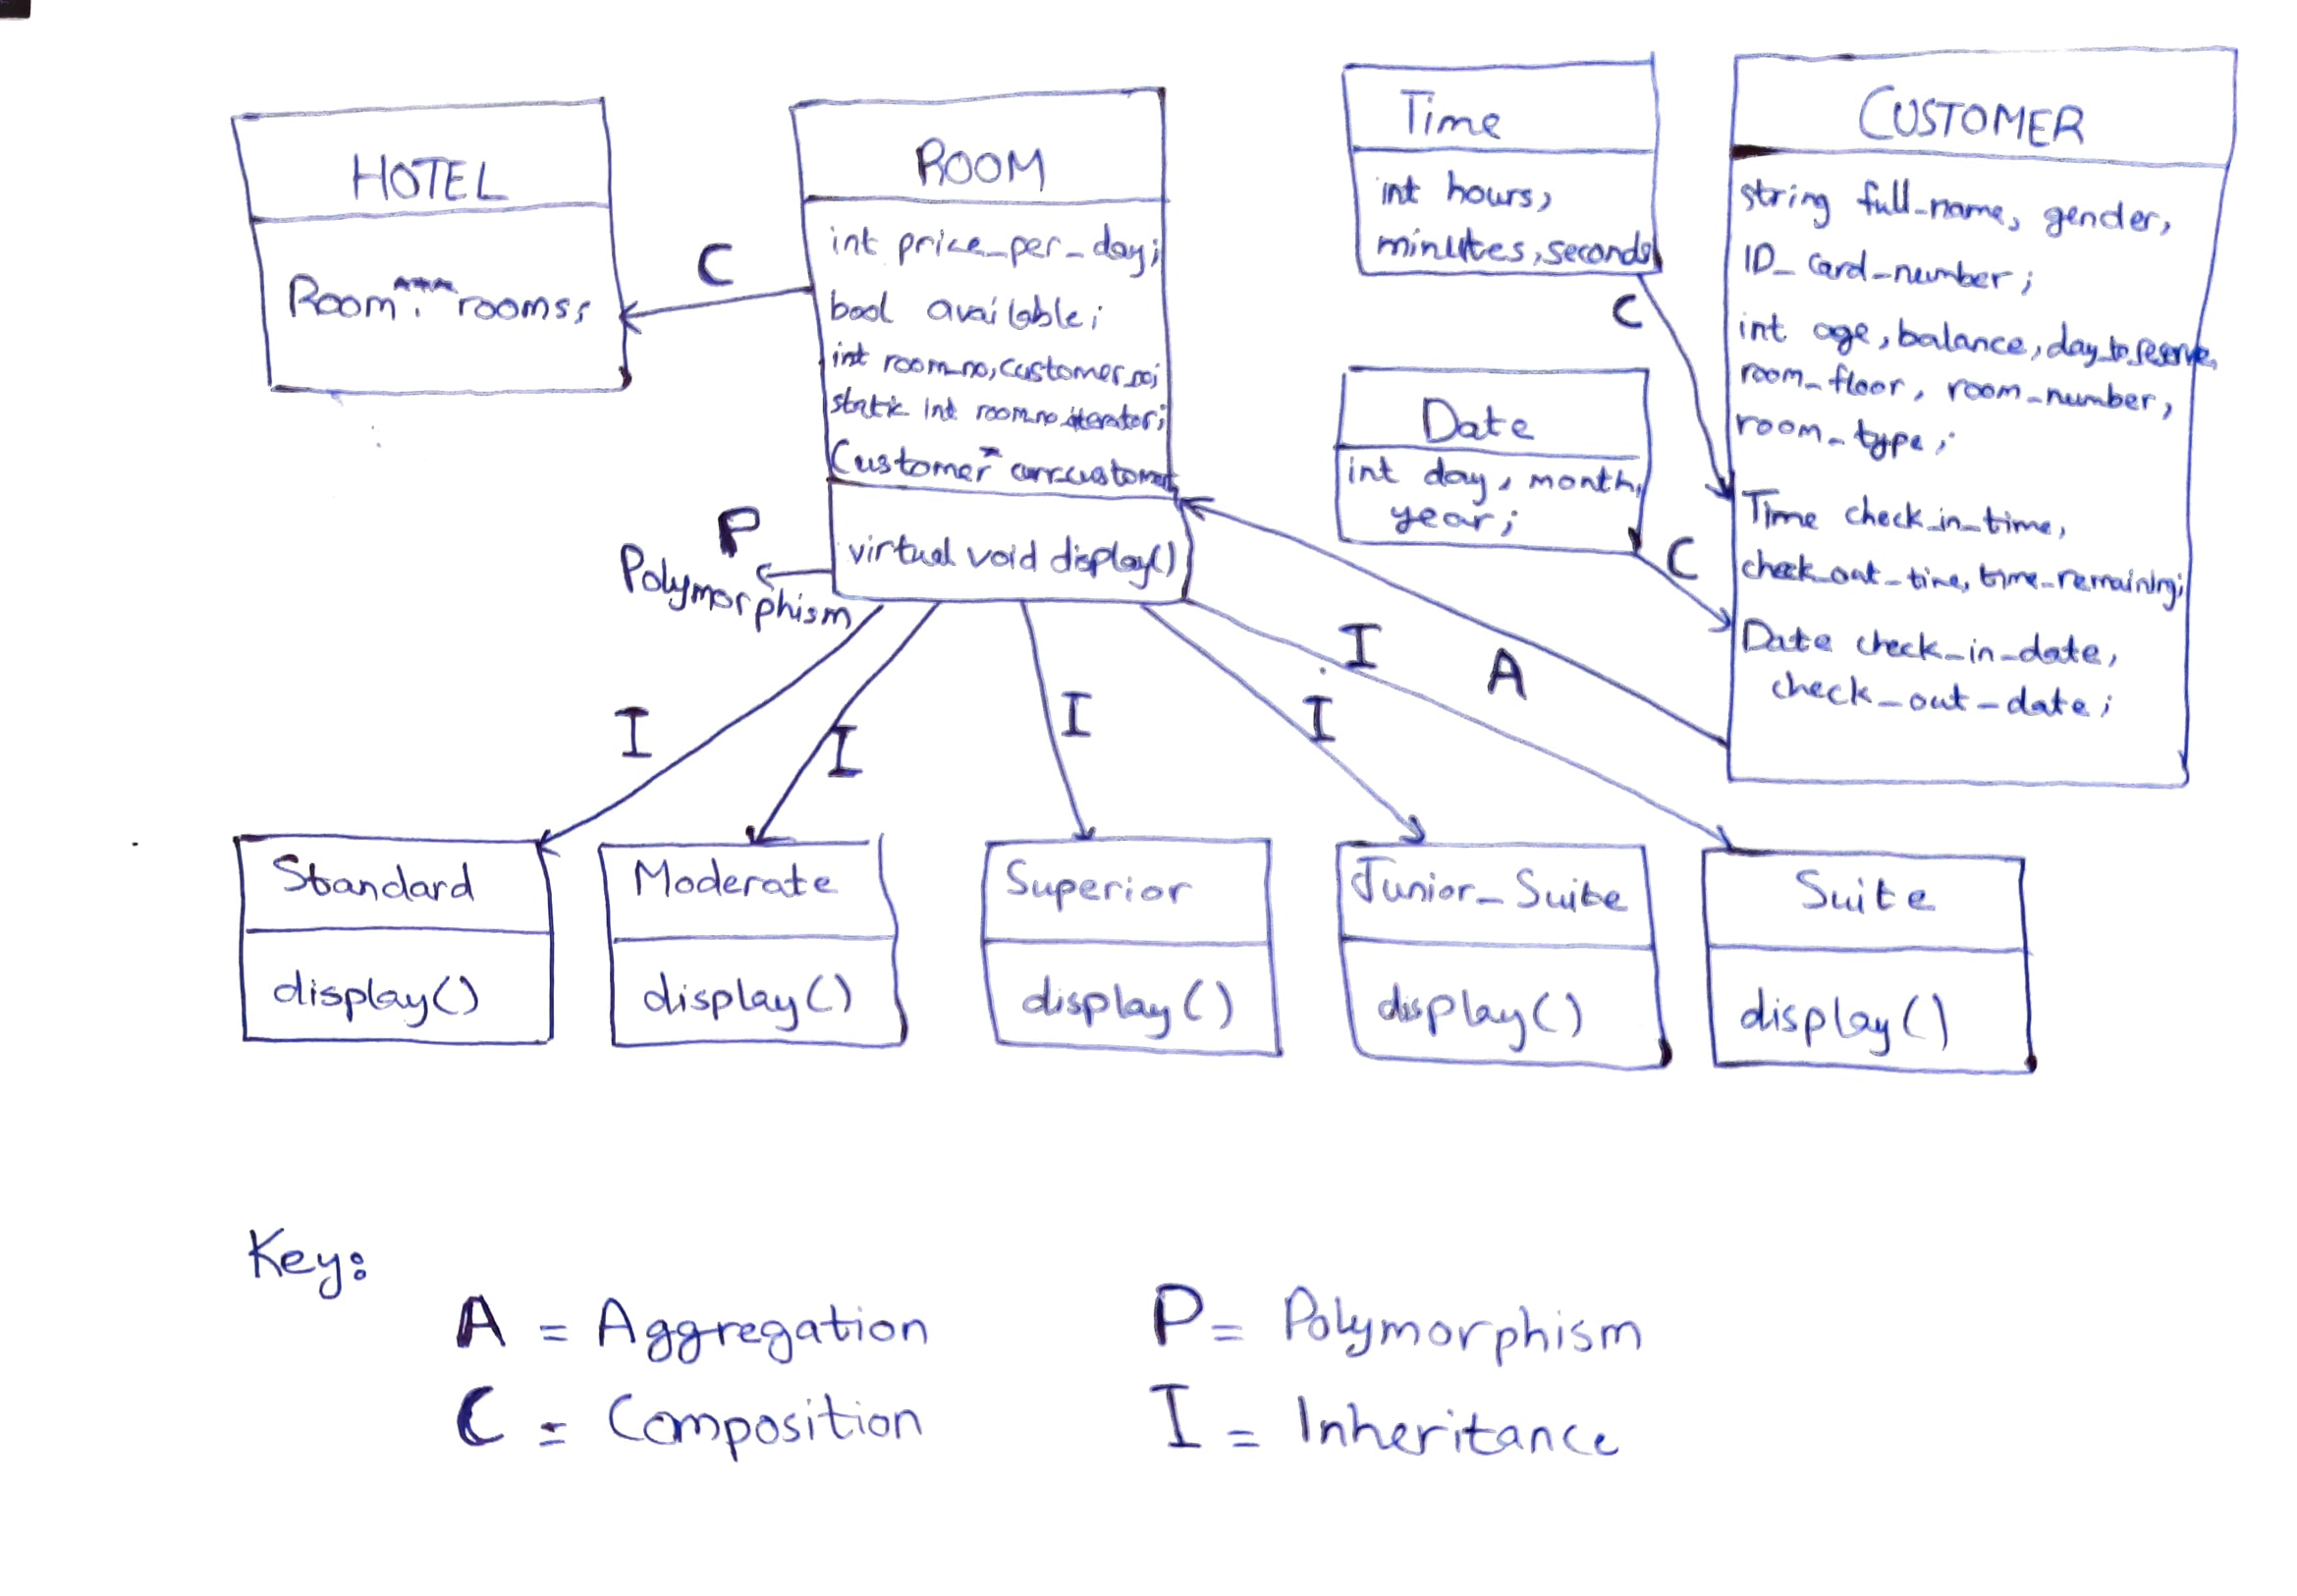 HOTEL
Room *** rooms;
C
ROOM
int price_per_day;
bool available;
int room_no, customer_no;
static int room_no_iterator;
Customer* curr_customer;
virtual void display()
P
Polymorphism
Time
int hours,
minutes, seconds
C
Date
int day, month,
year;
C
CUSTOMER
string full_name, gender,
ID_card_number;
int age, balance, day_to_reserve,
room_floor, room_number,
room_type;
Time check_in_time,
check_out_time, time_remaining;
Date check_in_date,
check_out_date;
A
I
I
I
I
I
Standard
display()
Moderate
display()
Superior
display()
Junior_Suite
display()
Suite
display()
Key:
A = Aggregation
P = Polymorphism
C = Composition
I = Inheritance